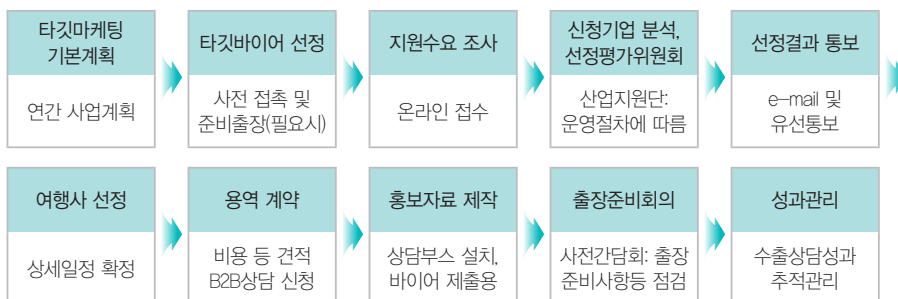 타깃마케팅
기본계획
연간 사업계획
타깃바이어 선정
사전 접촉 및
준비출장(필요시)
지원수요 조사
온라인 접수
신청기업 분석,
선정평가위원회
산업지원단:
운영절차에 따름
선정결과 통보
e-mail 및
유선통보
여행사 선정
상세일정 확정
용역 계약
비용 등 견적
B2B상담 신청
홍보자료 제작
상담부스 설치,
바이어 제출용
출장준비회의
사전간담회: 출장
준비사항등 점검
성과관리
수출상담성과
추적관리